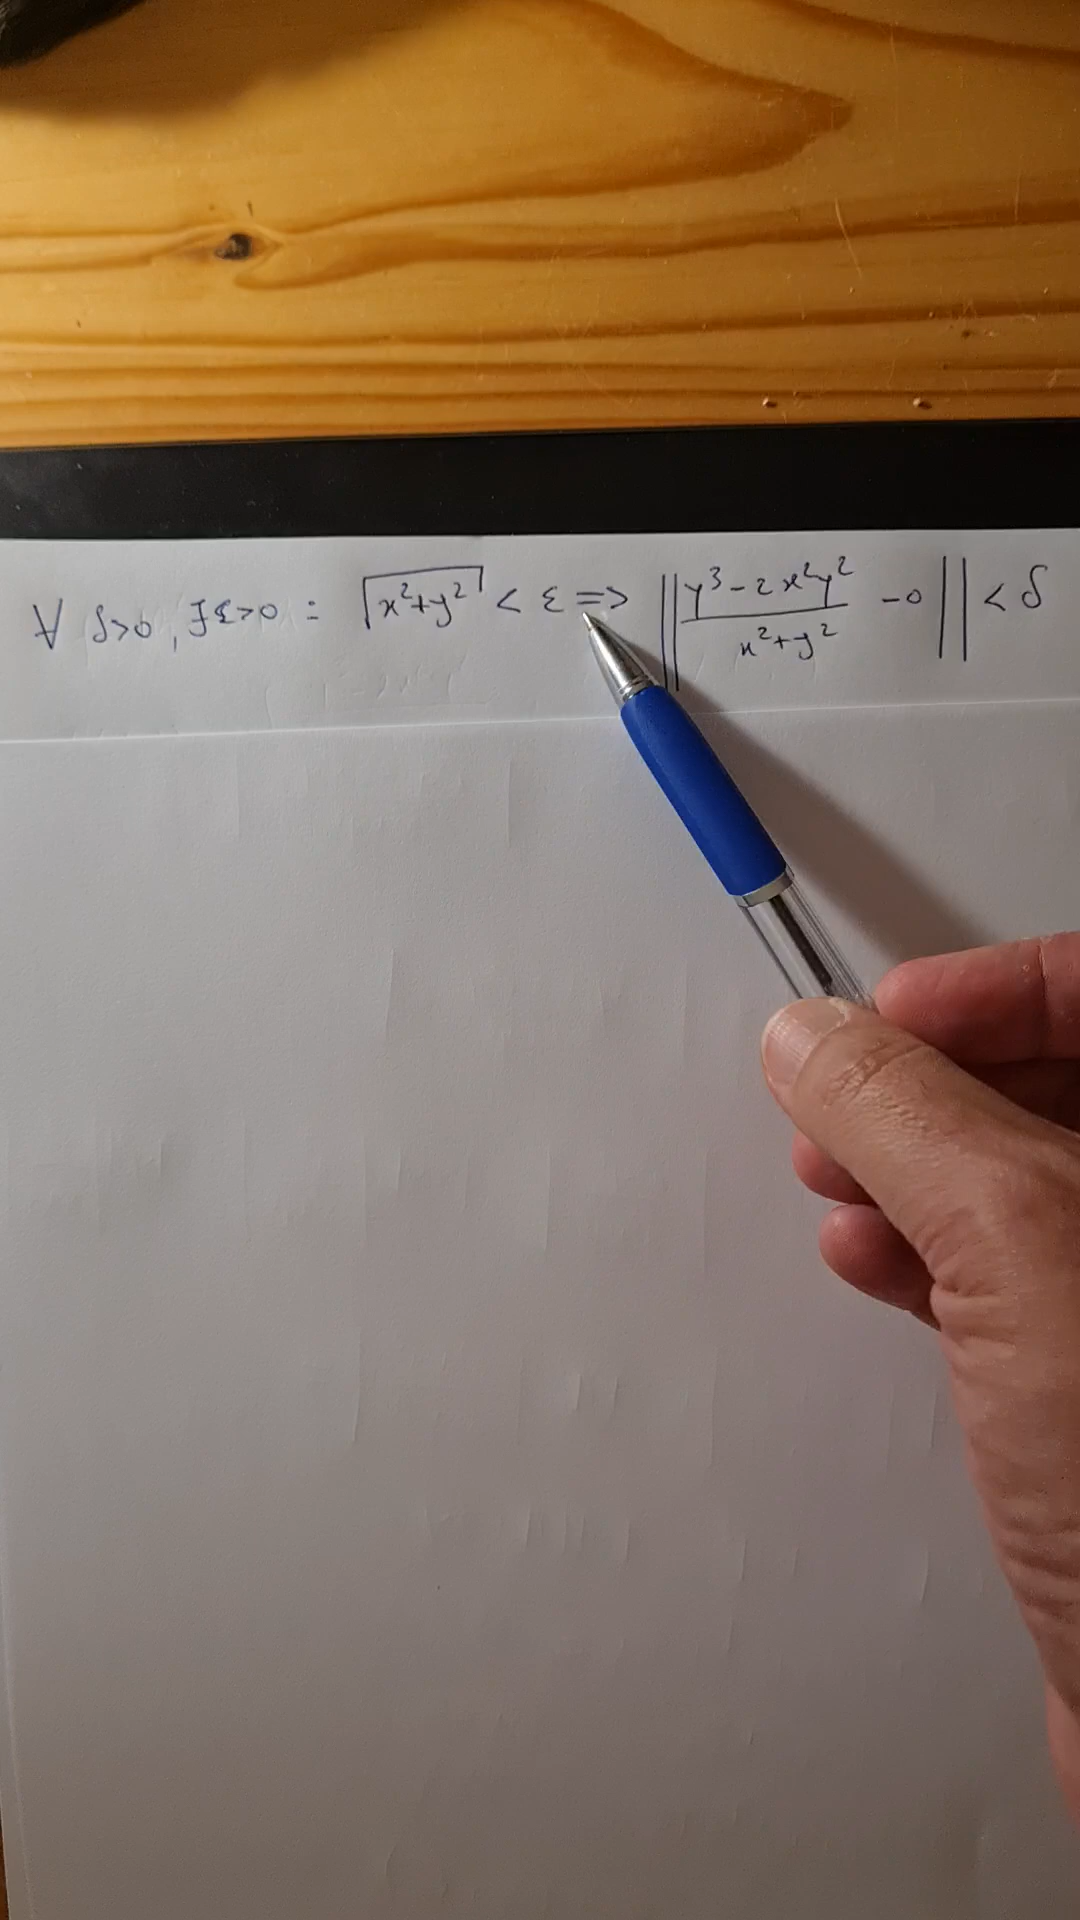 ∀ δ>0, ∃ε>0 : √(x²+y²) < ε => ||(y³-2x²y²)/(x²+y²) -0|| < δ